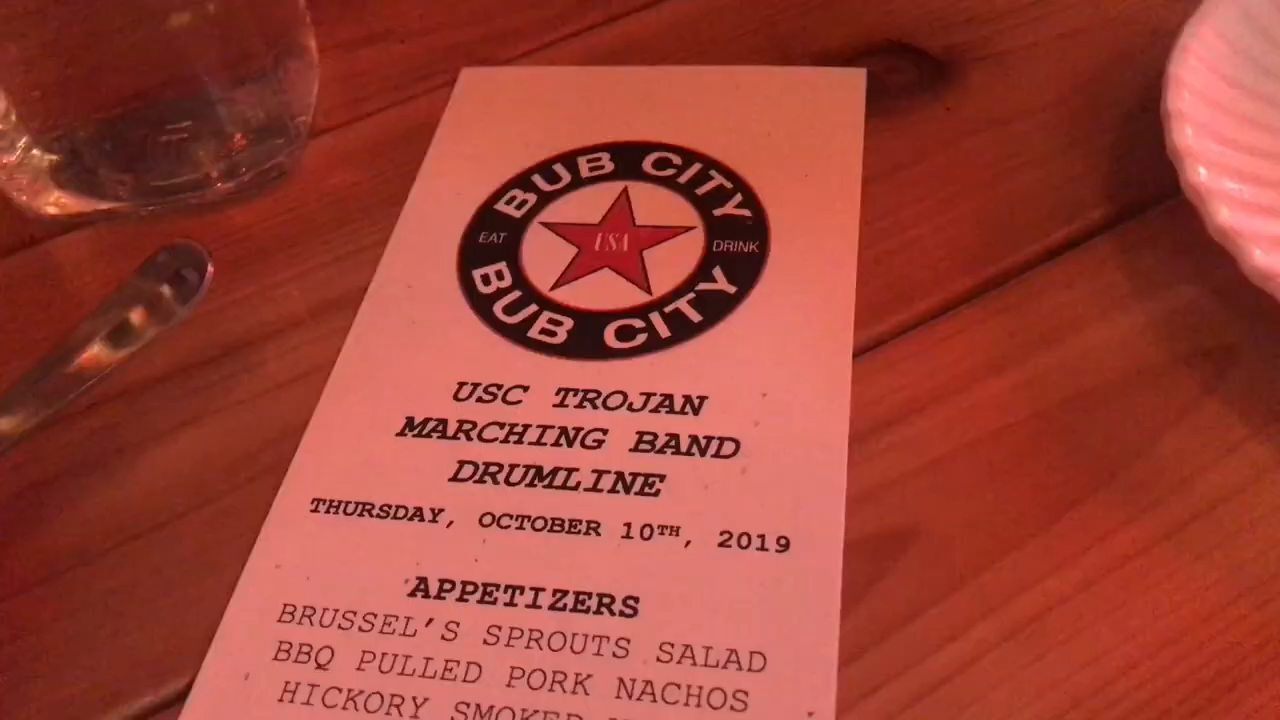 BUB CITY
EAT
USA
DRINK
BUB CITY
USC TROJAN
MARCHING BAND
DRUMLINE
THURSDAY, OCTOBER 10TH, 2019
APPETIZERS
BRUSSEL'S SPROUTS SALAD
BBQ PULLED PORK NACHOS
HICKORY SMOKED